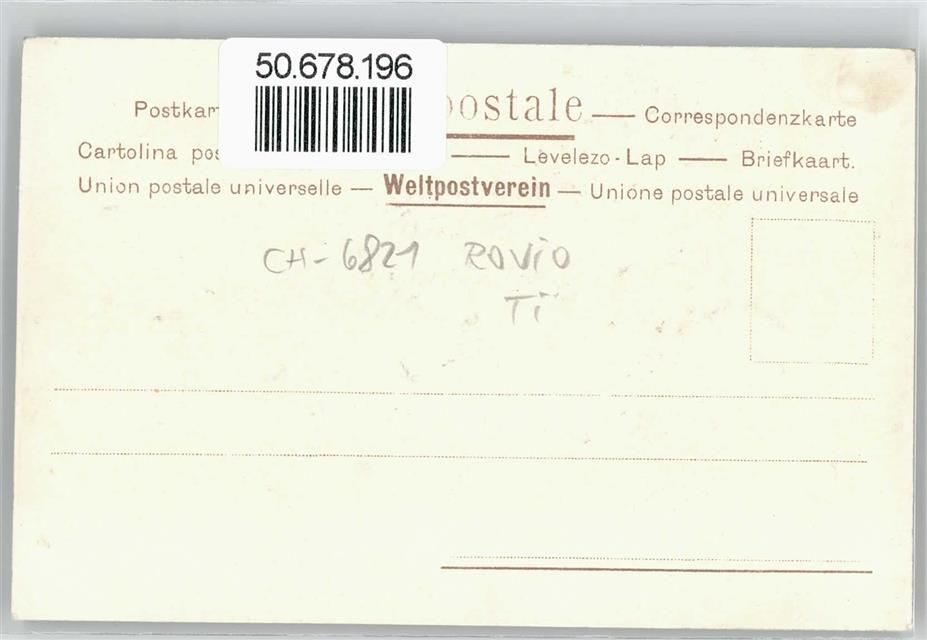 50.678.196
Postkar postale — Correspondenzkarte
Cartolina pos — Levelezo-Lap — Briefkaart.
Union postale universelle — Weltpostverein — Unione postale universale
CH-6821 ROViO
Ti